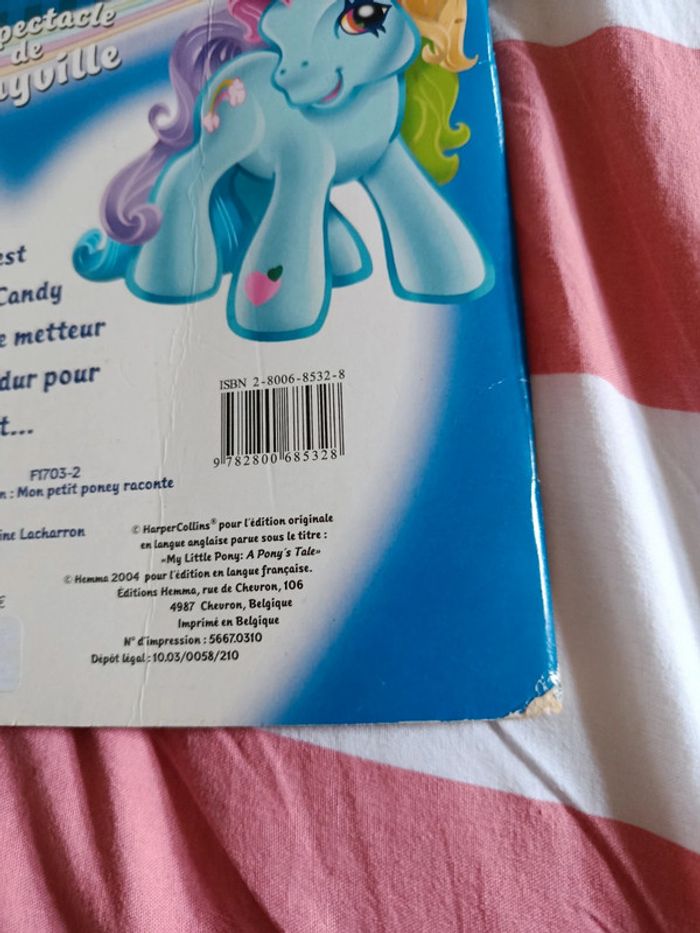 spectacle
de
yville
est
Candy
e metteur
dur pour
t...
ISBN 2-8006-8532-8
9 782800 685328
F1703-2
n : Mon petit poney raconte
ine Lacharron
© HarperCollins® pour l'édition originale
en langue anglaise parue sous le titre :
«My Little Pony: A Pony's Tale»
© Hemma 2004 pour l'édition en langue française.
Éditions Hemma, rue de Chevron, 106
4987 Chevron, Belgique
Imprimé en Belgique
N° d'impression : 5667.0310
Dépôt légal : 10.03/0058/210
€